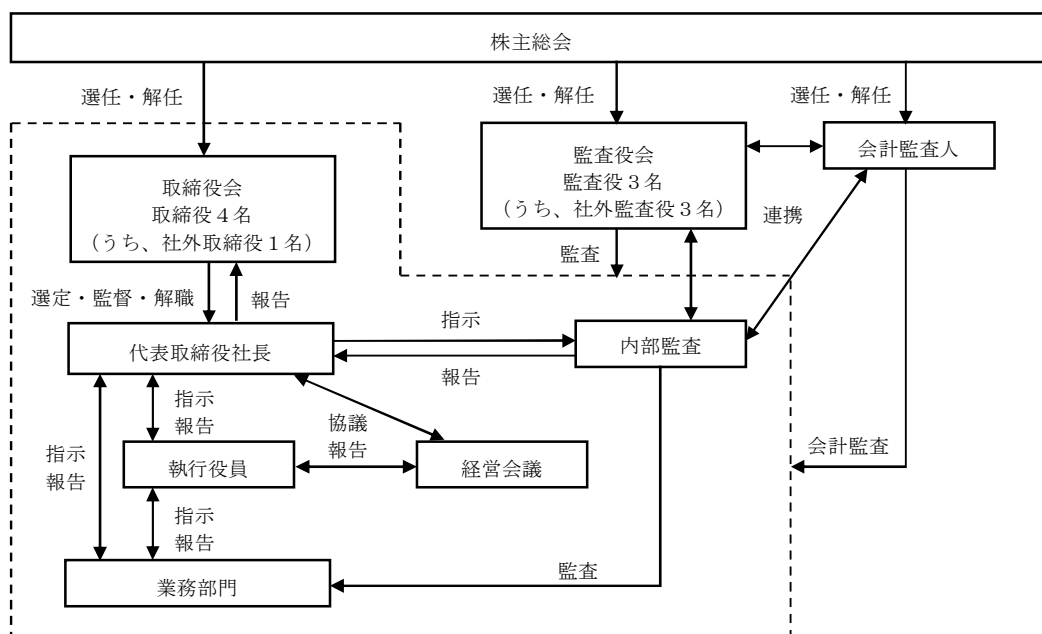 株主総会
選任・解任
選任・解任
選任・解任
取締役会
取締役４名
（うち、社外取締役１名）
監査役会
監査役３名
（うち、社外監査役３名）
会計監査人
連携
監査
選定・監督・解職
報告
代表取締役社長
指示
報告
内部監査
指示
報告
協議
報告
指示
報告
執行役員
経営会議
会計監査
指示
報告
業務部門
監査